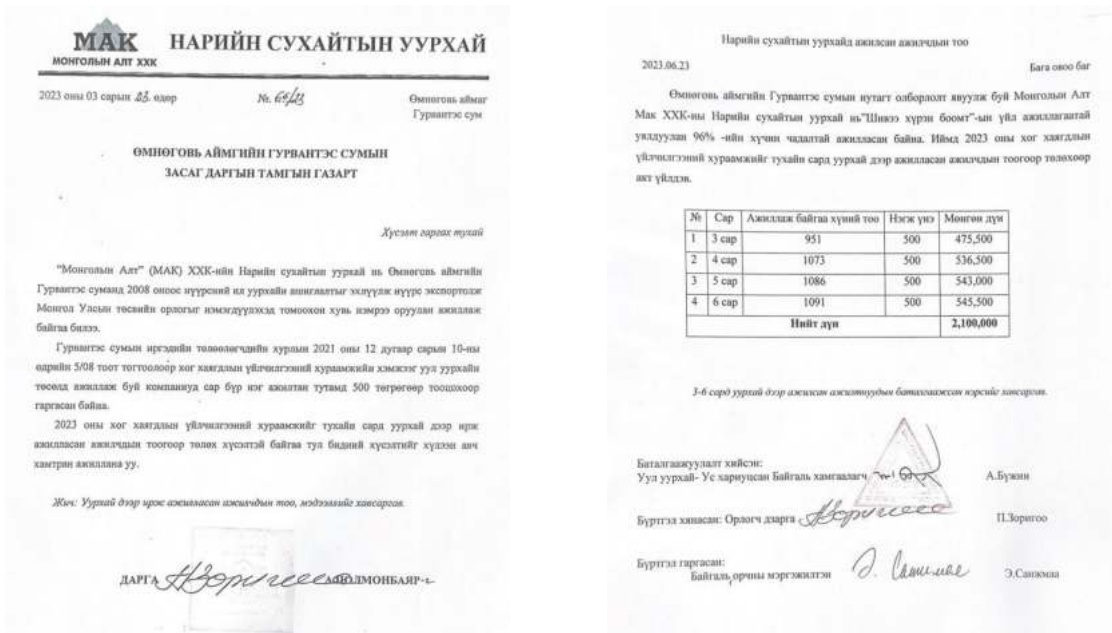 МАК
МОНГОЛЫН АЛТ ХХК
НАРИЙН СУХАЙТЫН УУРХАЙ
2023 оны 03 сарын 23. өдөр
№ 65/23
Өмнөговь аймаг
Гурвантэс сум
ӨМНӨГОВЬ АЙМГИЙН ГУРВАНТЭС СУМЫН
ЗАСАГ ДАРГЫН ТАМГЫН ГАЗАРТ
Хүсэлт гаргах тухай
"Монголын Алт" (МАК) ХХК-ийн Нарийн сухайтын уурхай нь Өмнөговь аймгийн
Гурвантэс суманд 2008 оноос нүүрсний ил уурхайн ашиглалтыг эхлүүлж нүүрс экспортолж
Монгол Улсын төсвийн орлогыг нэмэгдүүлэхэд томоохон хувь нэмрээ оруулан ажиллаж
байгаа билээ.
Гурвантэс сумын иргэдийн төлөөлөгчдийн хурлын 2021 оны 12 дугаар сарын 10-ны
өдрийн 5/08 тоот тогтоолоор хог хаягдлын үйлчилгээний хураамжийн хэмжээг уул уурхайн
төсөлд ажиллаж буй компаниуд сар бүр нэг ажилтан тутамд 500 төгрөгөөр тооцохоор
гаргасан байна.
2023 оны хог хаягдлын үйлчилгээний хураамжийг тухайн сард уурхай дээр ирж
ажилласан ажилчдын тоогоор төлөх хүсэлтэй байгаа тул бидний хүсэлтийг хүлээн авч
хамтран ажиллана уу.
Жич: Уурхай дээр ирж ажилласан ажилчдын тоо, мэдээллийг хавсаргав.
ДАРГА
Нарийн сухайтын уурхайд ажилсан ажилчдын тоо
2023.06.23
Бага овоо баг
Өмнөговь аймгийн Гурвантэс сумын нутагт олборлолт явуулж буй Монголын Алт
Мак ХХК-ны Нарийн сухайтын уурхай нь"Шивээ хүрэн боомт"-ын үйл ажиллагаатай
уялдуулан 96% -ийн хүчин чадалтай ажилласан байна. Иймд 2023 оны хог хаягдлын
үйлчилгээний хураамжийг тухайн сард уурхай дээр ажилласан ажилчдын тоогоор төлөхөөр
акт үйлдэв.
№ Сар Ажиллаж байгаа хүний тоо Нэгж үнэ Мөнгөн дүн
1 3 сар 951 500 475,500
2 4 сар 1073 500 536,500
3 5 сар 1086 500 543,000
4 6 сар 1091 500 545,500
Нийт дүн 2,100,000
3-6 сард уурхай дээр ажилсан ажилтнуудын баталгаажсан нэрсийг хавсаргав.
Баталгаажуулалт хийсэн:
Уул уурхай- Ус хариуцсан Байгаль хамгаалагч А.Бүжин
Бүртгэл хянасан: Орлогч дзарга П.Зоригоо
Бүртгэл гаргасан:
Байгаль орчны мэргэжилтэн Э.Санжмаа